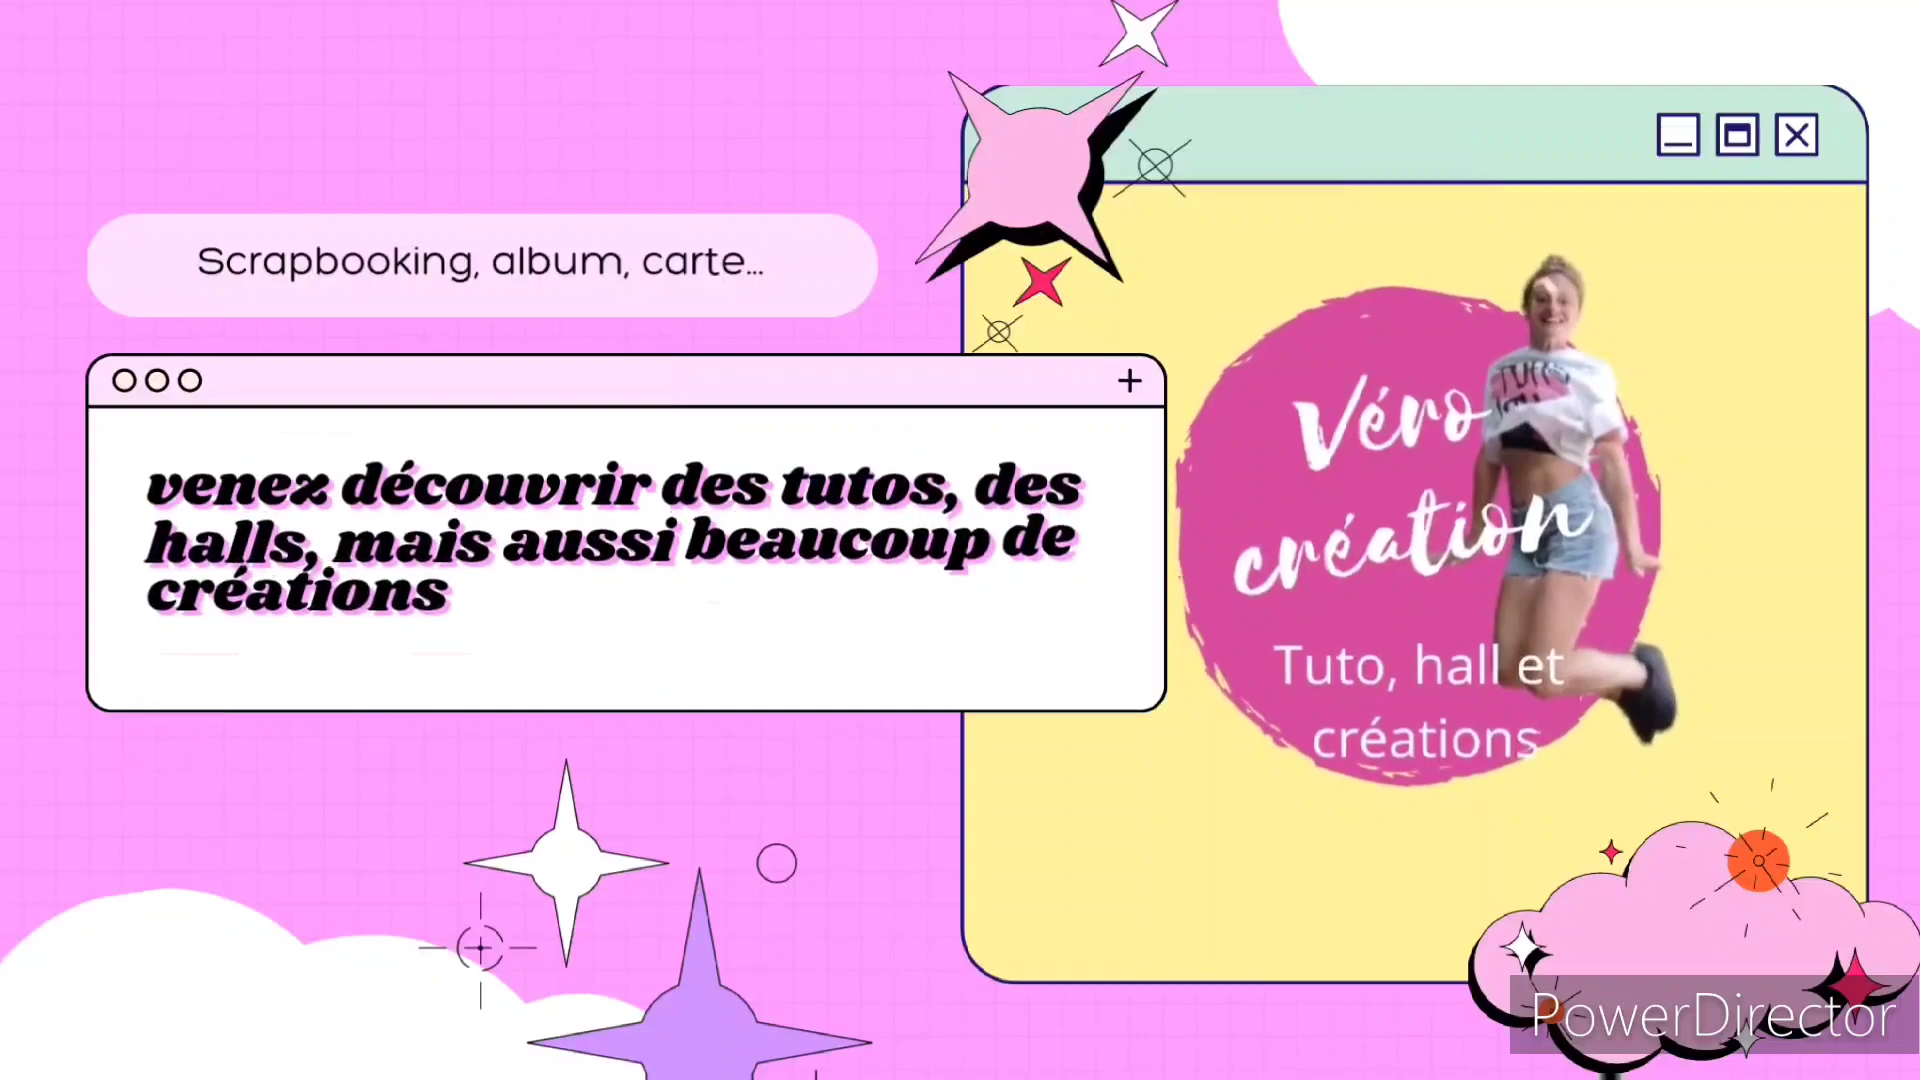 Scrapbooking, album, carte...
venez découvrir des tutos, des
halls, mais aussi beaucoup de
créations
Véro
création
Tuto, hall et
créations
PowerDirector